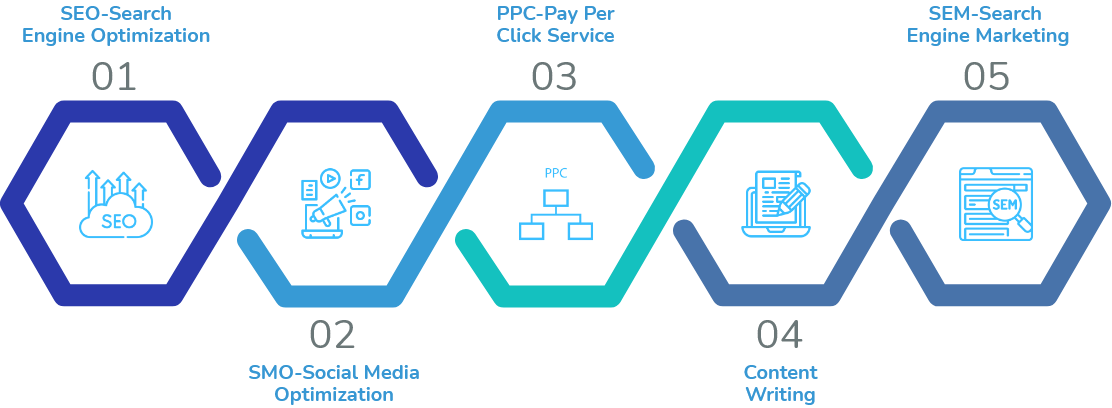 SEO-Search
Engine Optimization
01
SEO
02
SMO-Social Media
Optimization
PPC-Pay Per
Click Service
03
PPC
04
Content
Writing
SEM-Search
Engine Marketing
05
SEM